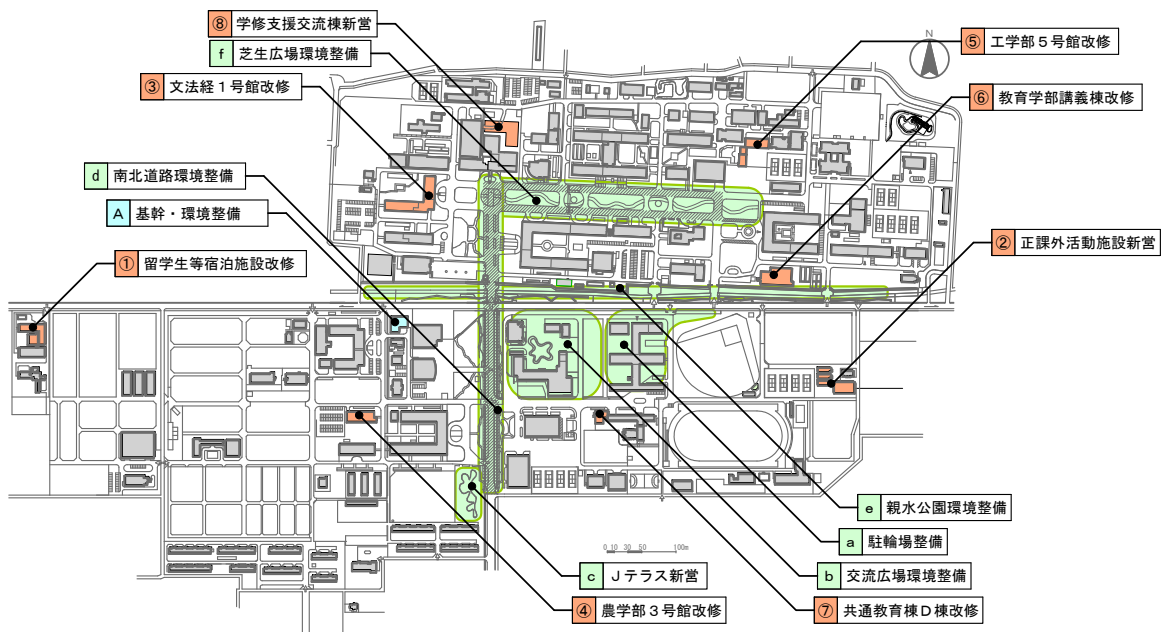 ⑧ 学修支援交流棟新営
f 芝生広場環境整備
③ 文法経１号館改修
⑤ 工学部５号館改修
⑥ 教育学部講義棟改修
d 南北道路環境整備
A 基幹・環境整備
① 留学生等宿泊施設改修
② 正課外活動施設新営
e 親水公園環境整備
a 駐輪場整備
0 10 30 50 100m
c Ｊテラス新営
b 交流広場環境整備
④ 農学部３号館改修
⑦ 共通教育棟Ｄ棟改修